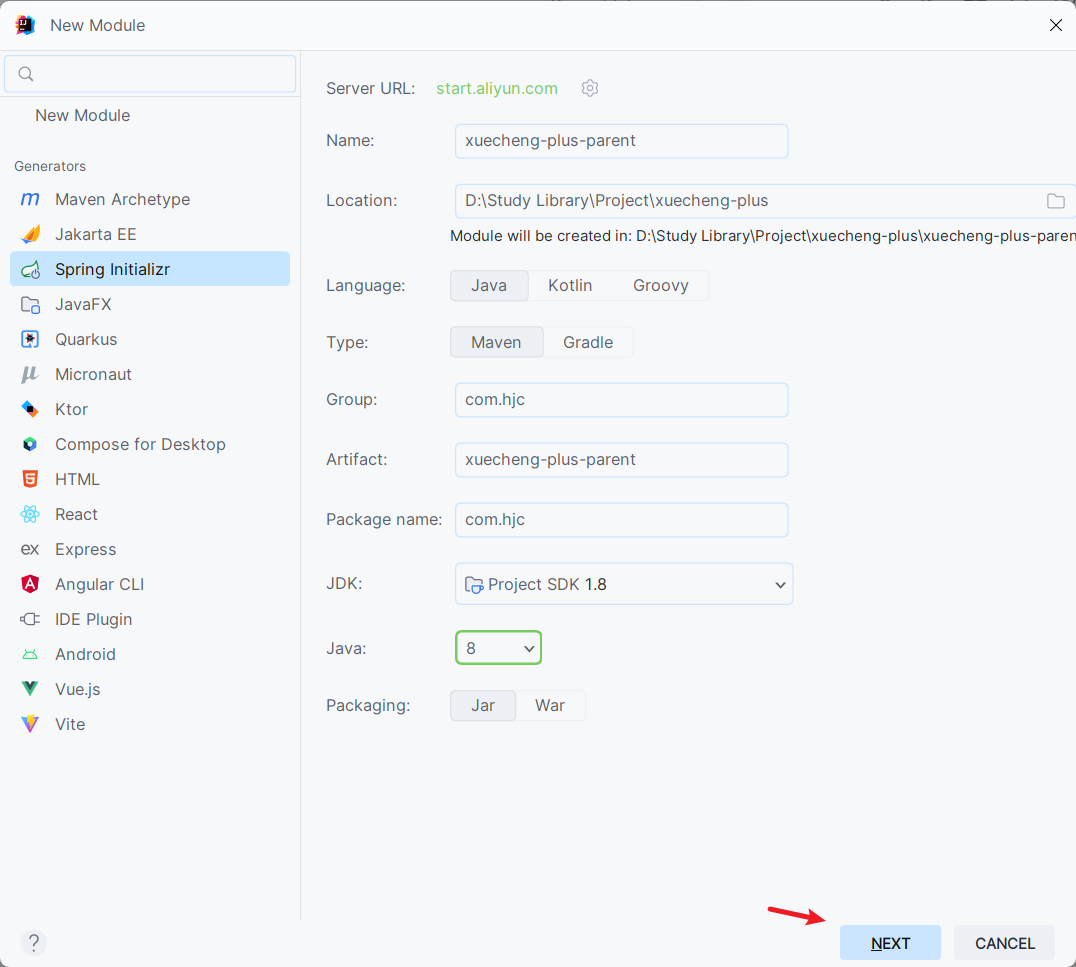 New Module
New Module
Generators
Maven Archetype
Jakarta EE
Spring Initializr
JavaFX
Quarkus
Micronaut
Ktor
Compose for Desktop
HTML
React
Express
Angular CLI
IDE Plugin
Android
Vue.js
Vite
Server URL: start.aliyun.com
Name: xuecheng-plus-parent
Location: D:\Study Library\Project\xuecheng-plus
Module will be created in: D:\Study Library\Project\xuecheng-plus\xuecheng-plus-paren
Language: Java Kotlin Groovy
Type: Maven Gradle
Group: com.hjc
Artifact: xuecheng-plus-parent
Package name: com.hjc
JDK: Project SDK 1.8
Java: 8
Packaging: Jar War
? NEXT CANCEL